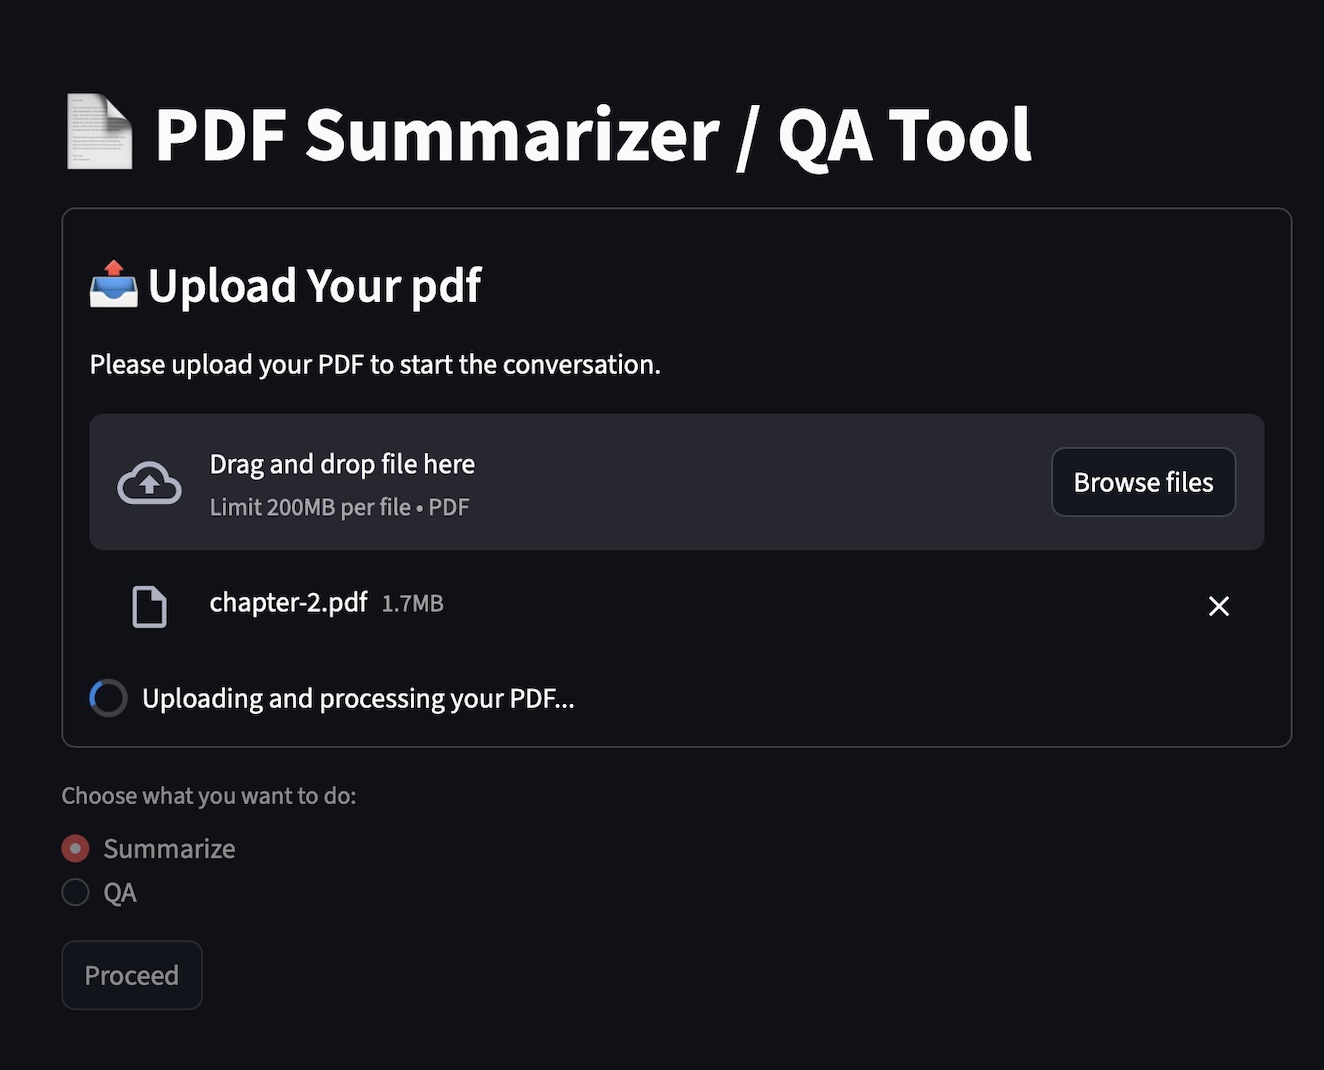 PDF Summarizer / QA Tool
Upload Your pdf
Please upload your PDF to start the conversation.
Drag and drop file here
Limit 200MB per file • PDF
Browse files
chapter-2.pdf 1.7MB
Uploading and processing your PDF...
Choose what you want to do:
Summarize
QA
Proceed